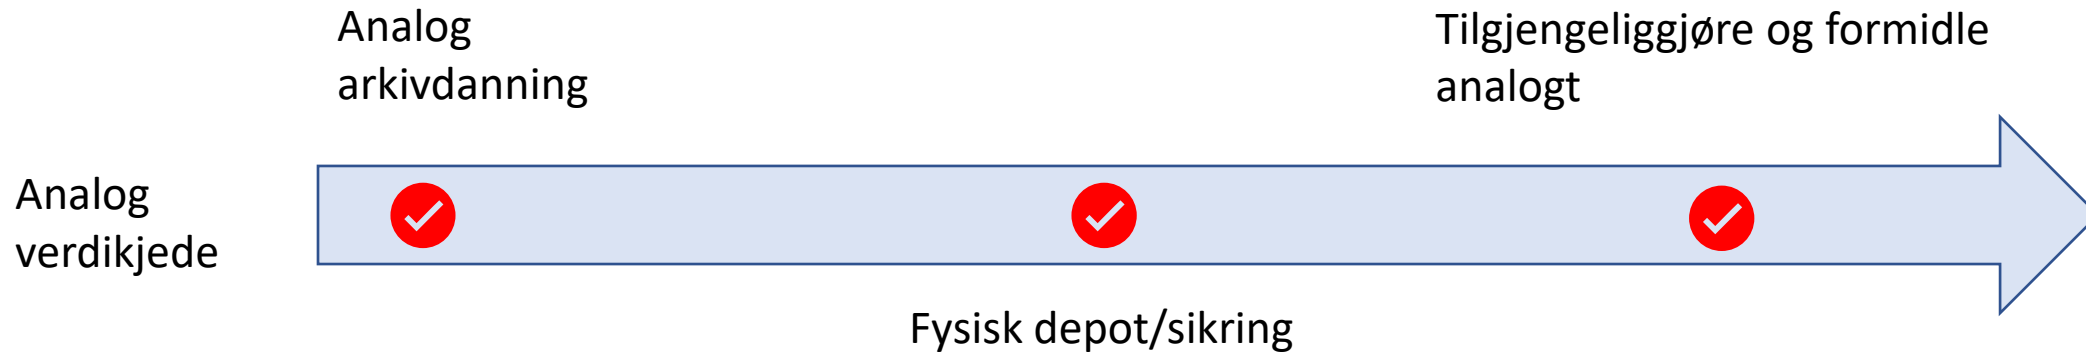 Analog
arkivdanning
Tilgjengeliggjøre og formidle
analogt
Analog
verdikjede
Fysisk depot/sikring